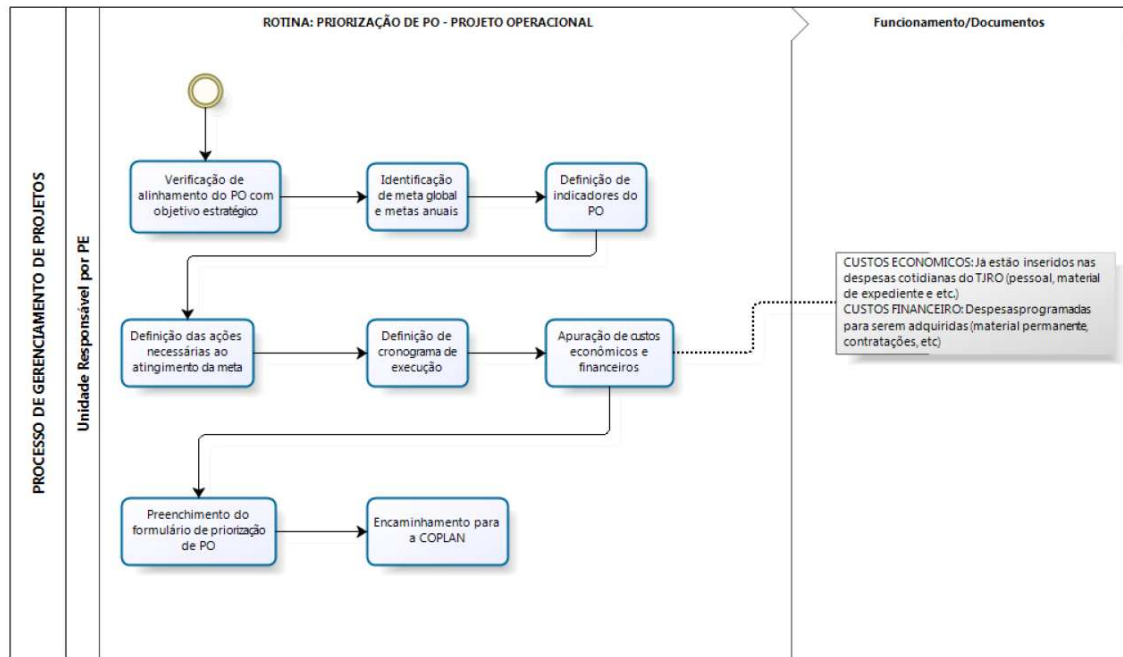 ROTINA: PRIORIZAÇÃO DE PO - PROJETO OPERACIONAL
Funcionamento/Documentos
PROCESSO DE GERENCIAMENTO DE PROJETOS
Unidade Responsável por PE
Verificação de
alinhamento do PO com
objetivo estratégico
Identificação
de meta global
e metas anuais
Definição de
indicadores do
PO
Definição das ações
necessárias ao
atingimento da meta
Definição de
cronograma de
execução
Apuração de custos
econômicos e
financeiros
CUSTOS ECONOMICOS: Já estão inseridos nas
despesas cotidianas do TJRO (pessoal, material
de expediente e etc.)
CUSTOS FINANCEIRO: Despesasprogramadas
para serem adquiridas (material permanente,
contratações, etc)
Preenchimento do
formulário de priorização
de PO
Encaminhamento para
a COPLAN